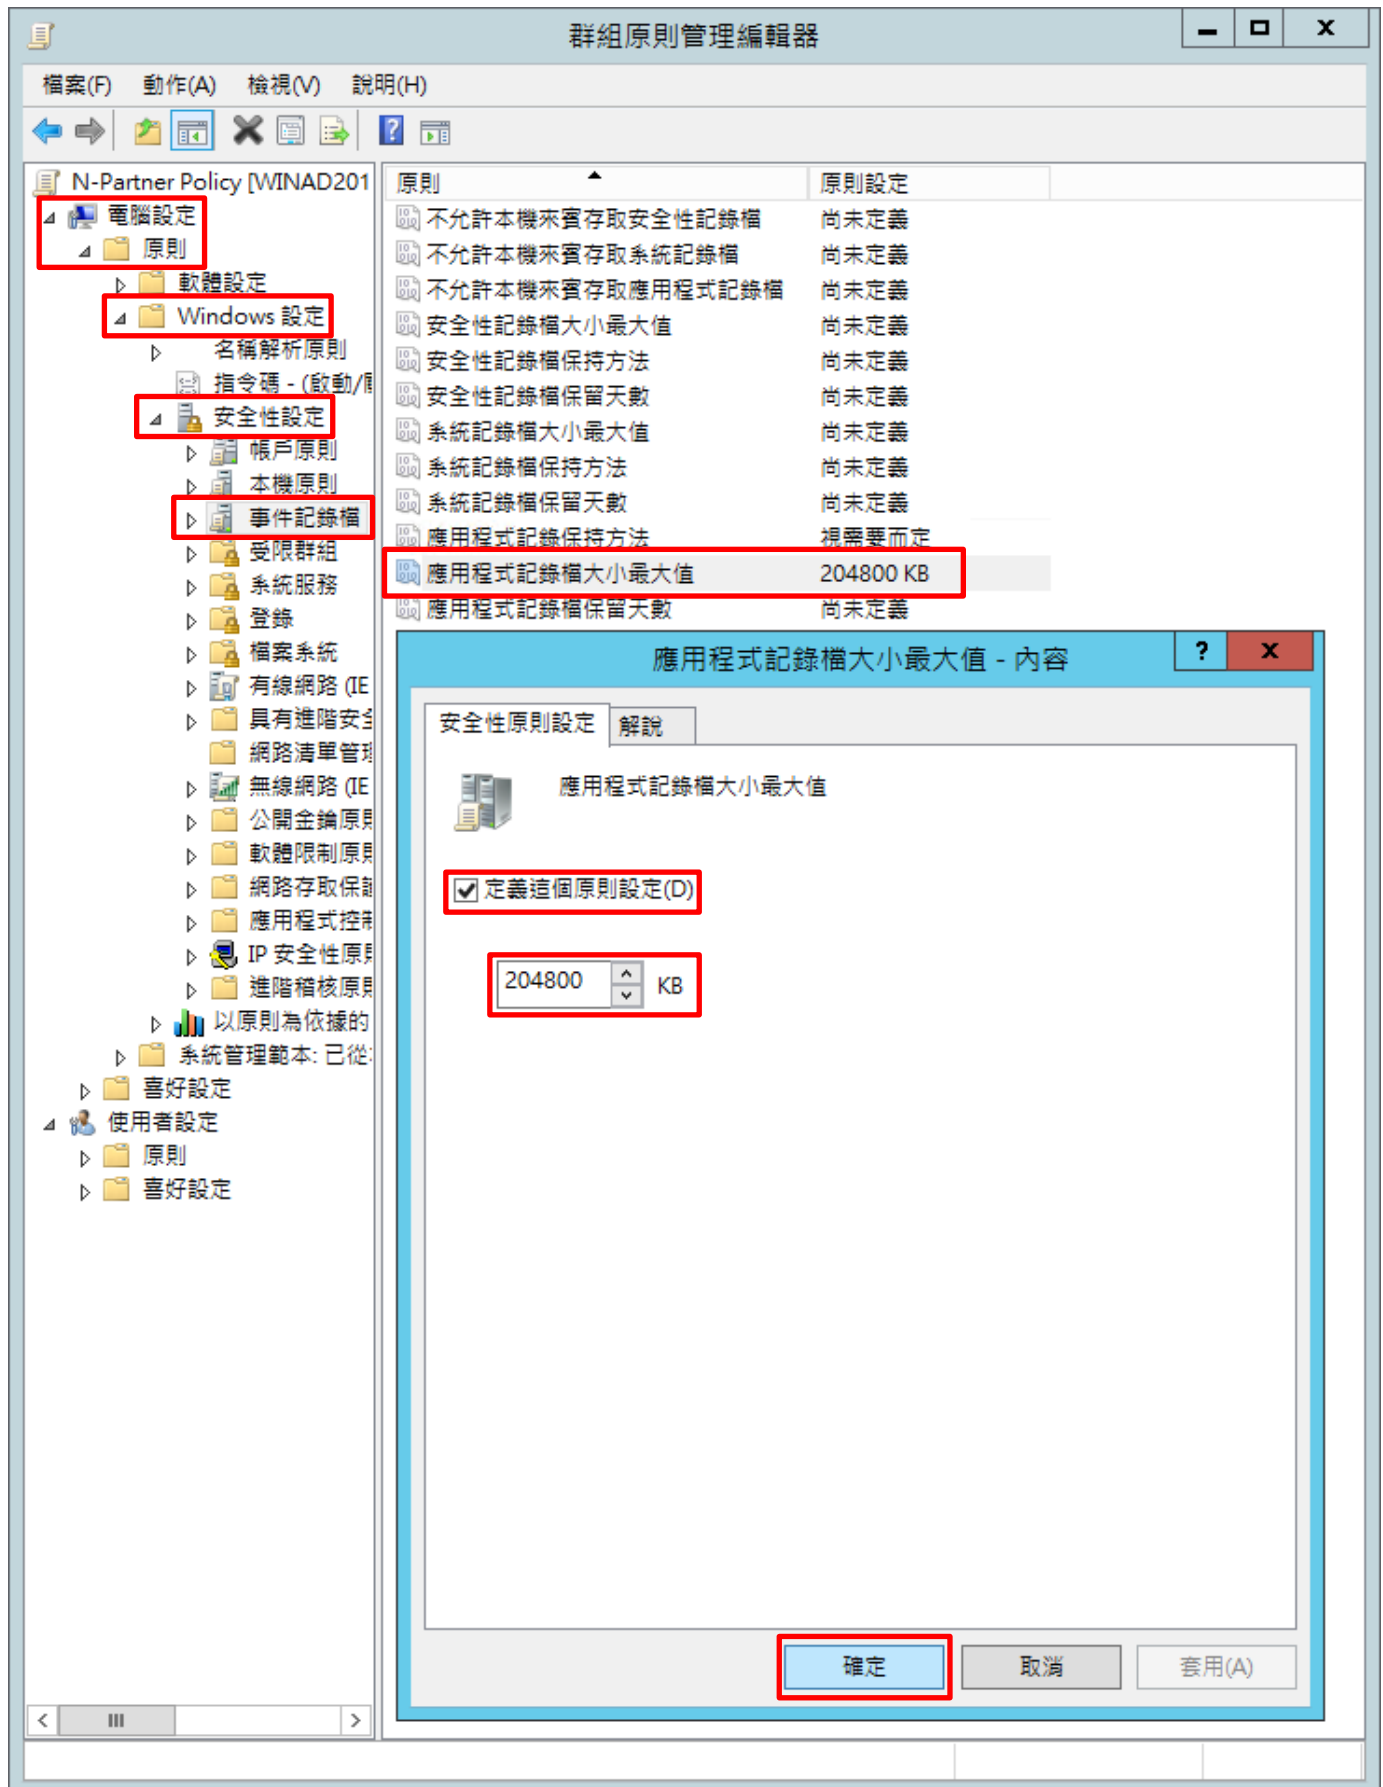 群組原則管理編輯器
檔案(F) 動作(A) 檢視(V) 說明(H)
N-Partner Policy [WINAD201
電腦設定
原則
軟體設定
Windows 設定
名稱解析原則
指令碼 - (啟動/
安全性設定
帳戶原則
本機原則
事件記錄檔
受限群組
系統服務
登錄
檔案系統
有線網路 (IE
具有進階安全
網路清單管理
無線網路 (IE
公開金鑰原則
軟體限制原則
網路存取保護
應用程式控制
IP 安全性原則
進階稽核原則
以原則為依據的
系統管理範本: 已從
喜好設定
使用者設定
原則
喜好設定
原則 原則設定
不允許本機來賓存取安全性記錄檔 尚未定義
不允許本機來賓存取系統記錄檔 尚未定義
不允許本機來賓存取應用程式記錄檔 尚未定義
安全性記錄檔大小最大值 尚未定義
安全性記錄檔保持方法 尚未定義
安全性記錄檔保留天數 尚未定義
系統記錄檔大小最大值 尚未定義
系統記錄檔保持方法 尚未定義
系統記錄檔保留天數 尚未定義
應用程式記錄保持方法 視需要而定
應用程式記錄檔大小最大值 204800 KB
應用程式記錄檔保留天數 尚未定義
應用程式記錄檔大小最大值 - 內容
安全性原則設定 解說
應用程式記錄檔大小最大值
定義這個原則設定(D)
204800 KB
確定 取消 套用(A)